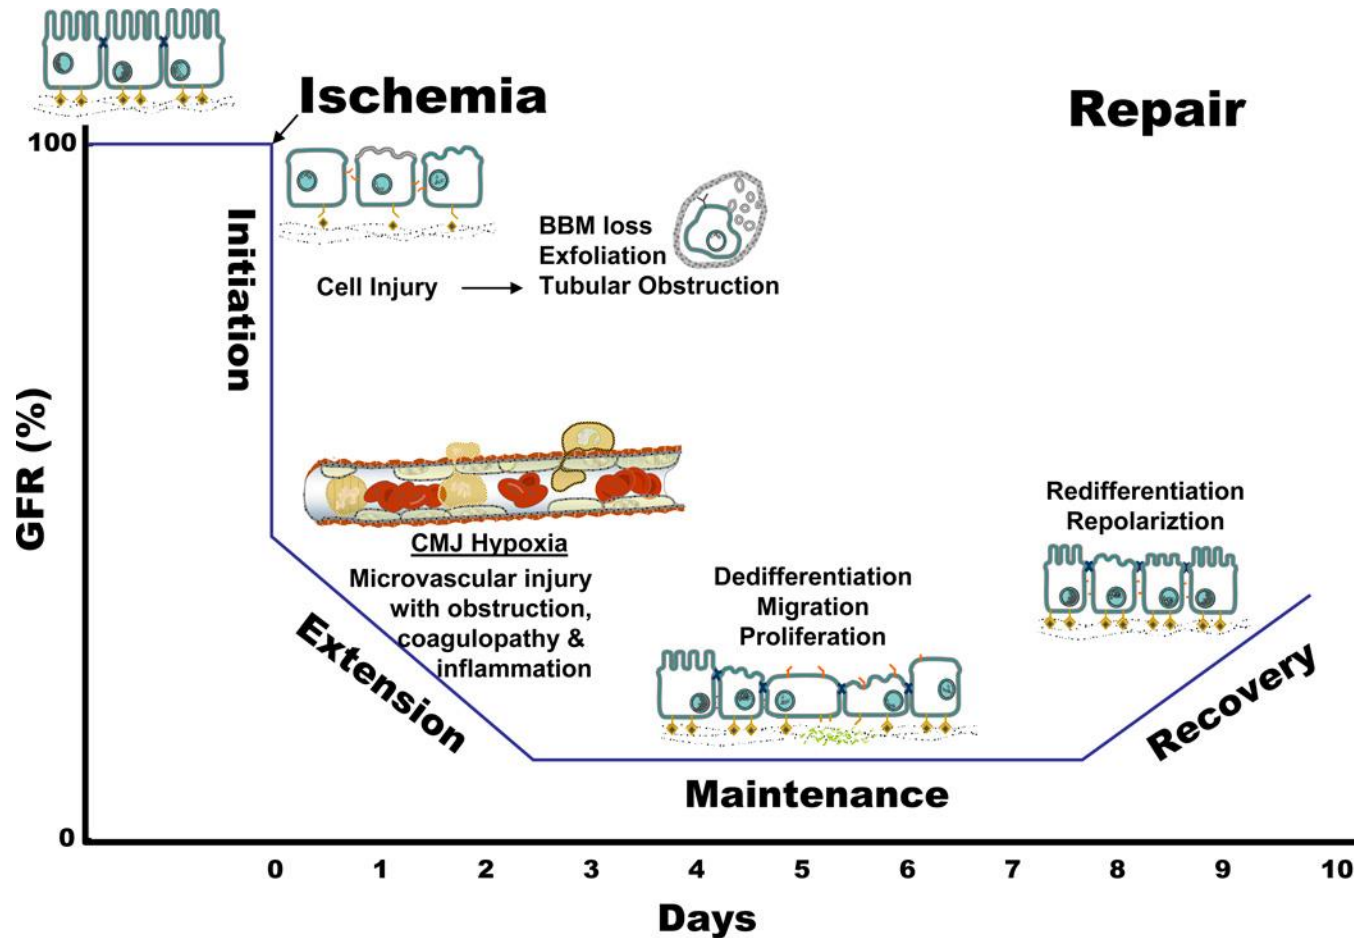 Ischemia
Repair
100
Initiation
BBM loss
Exfoliation
Cell Injury
Tubular Obstruction
GFR (%)
CMJ Hypoxia
Microvascular injury
with obstruction,
coagulopathy &
inflammation
Extension
Dedifferentiation
Migration
Proliferation
Redifferentiation
Repolariztion
Recovery
Maintenance
0
0 1 2 3 4 5 6 7 8 9 10
Days